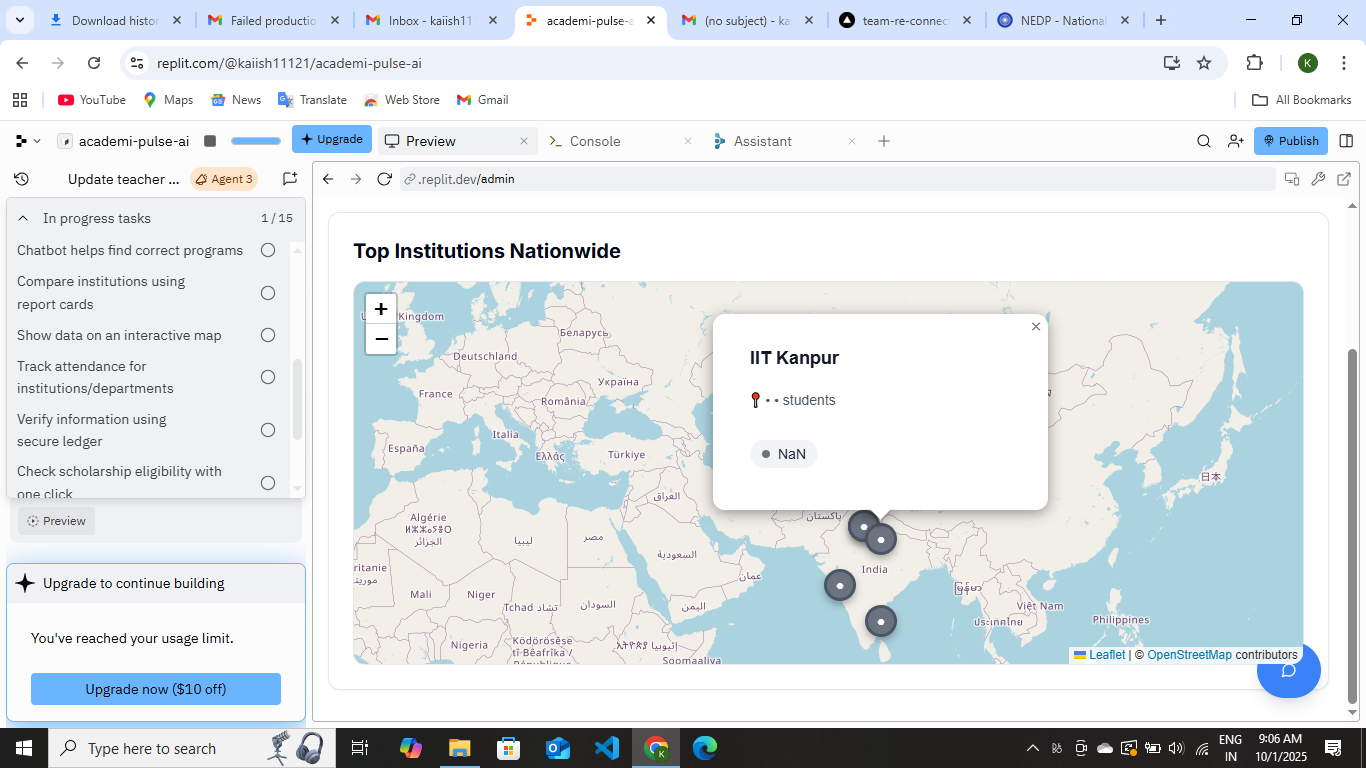 Download histor
Failed productio
Inbox - kaiish11
academi-pulse-a
(no subject) - ka
team-re-connec
NEDP - National
replit.com/@kaiish11121/academi-pulse-ai
K
YouTube
Maps
News
Translate
Web Store
Gmail
All Bookmarks
academi-pulse-ai
Upgrade
Preview
Console
Assistant
Publish
Update teacher ...
Agent 3
.replit.dev/admin
In progress tasks
1 / 15
Chatbot helps find correct programs
Compare institutions using
report cards
Show data on an interactive map
Track attendance for
institutions/departments
Verify information using
secure ledger
Check scholarship eligibility with
one click
Preview
Upgrade to continue building
You've reached your usage limit.
Upgrade now ($10 off)
Top Institutions Nationwide
+
−
Kingdom
Беларусь
Deutschland
Україна
France
România
Italia
España
Ελλάς
Türkiye
العراق
پاکستان
日本
Algérie
ⵍⵣⵣⴰⵢⴻⵔ
الجزائر
ليبيا
مصر
السعودية
عمان
India
ritanie
Mali
Niger
Tchad تشاد
السودان
اليمن
မြန်မာ
Việt Nam
ประเทศไทย
Philippines
Nigeria
Ködörösêse
tî Bêafrîka /
ኢትዮጵያ إثيوبيا
Soomaaliya
IIT Kanpur
• • students
NaN
Leaflet | © OpenStreetMap contributors
Type here to search
K
ENG
IN
9:06 AM
10/1/2025